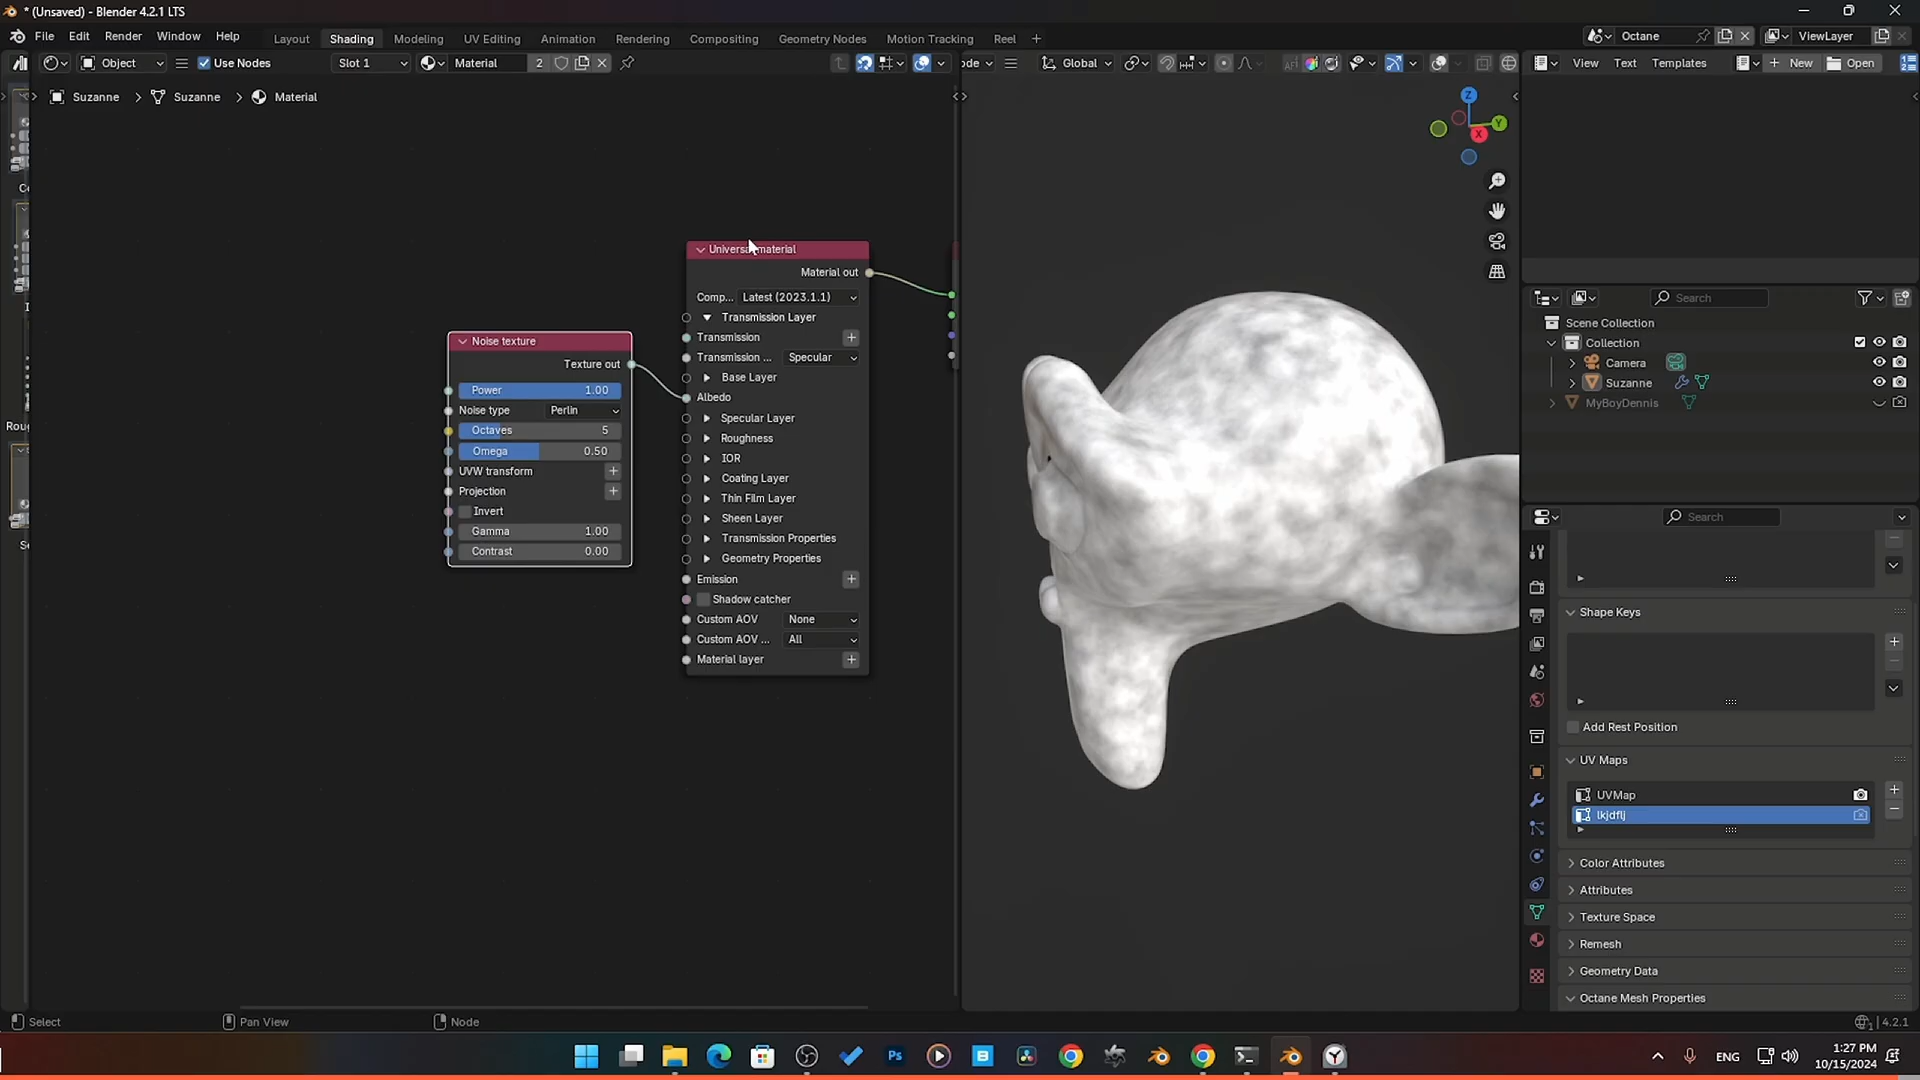 * (Unsaved) - Blender 4.2.1 LTS
File Edit Render Window Help Layout Shading Modeling UV Editing Animation Rendering Compositing Geometry Nodes Motion Tracking Reel + Octane ViewLayer
Object Use Nodes Slot 1 Material 2 ode Global View Text Templates + New Open
Suzanne > Suzanne > Material
Z
Y
X
Universal material
Material out
Comp... Latest (2023.1.1)
Transmission Layer
Transmission
Transmission ... Specular
Base Layer
Albedo
Specular Layer
Roughness
IOR
Coating Layer
Thin Film Layer
Sheen Layer
Transmission Properties
Geometry Properties
Emission
Shadow catcher
Custom AOV None
Custom AOV ... All
Material layer
Noise texture
Texture out
Power 1.00
Noise type Perlin
Octaves 5
Omega 0.50
UVW transform
Projection
Invert
Gamma 1.00
Contrast 0.00
Roug
Search
Scene Collection
Collection
Camera
Suzanne
MyBoyDennis
Search
Shape Keys
Add Rest Position
UV Maps
UVMap
lkjdflj
Color Attributes
Attributes
Texture Space
Remesh
Geometry Data
Octane Mesh Properties
Select Pan View Node 4.2.1
ENG 1:27 PM
10/15/2024